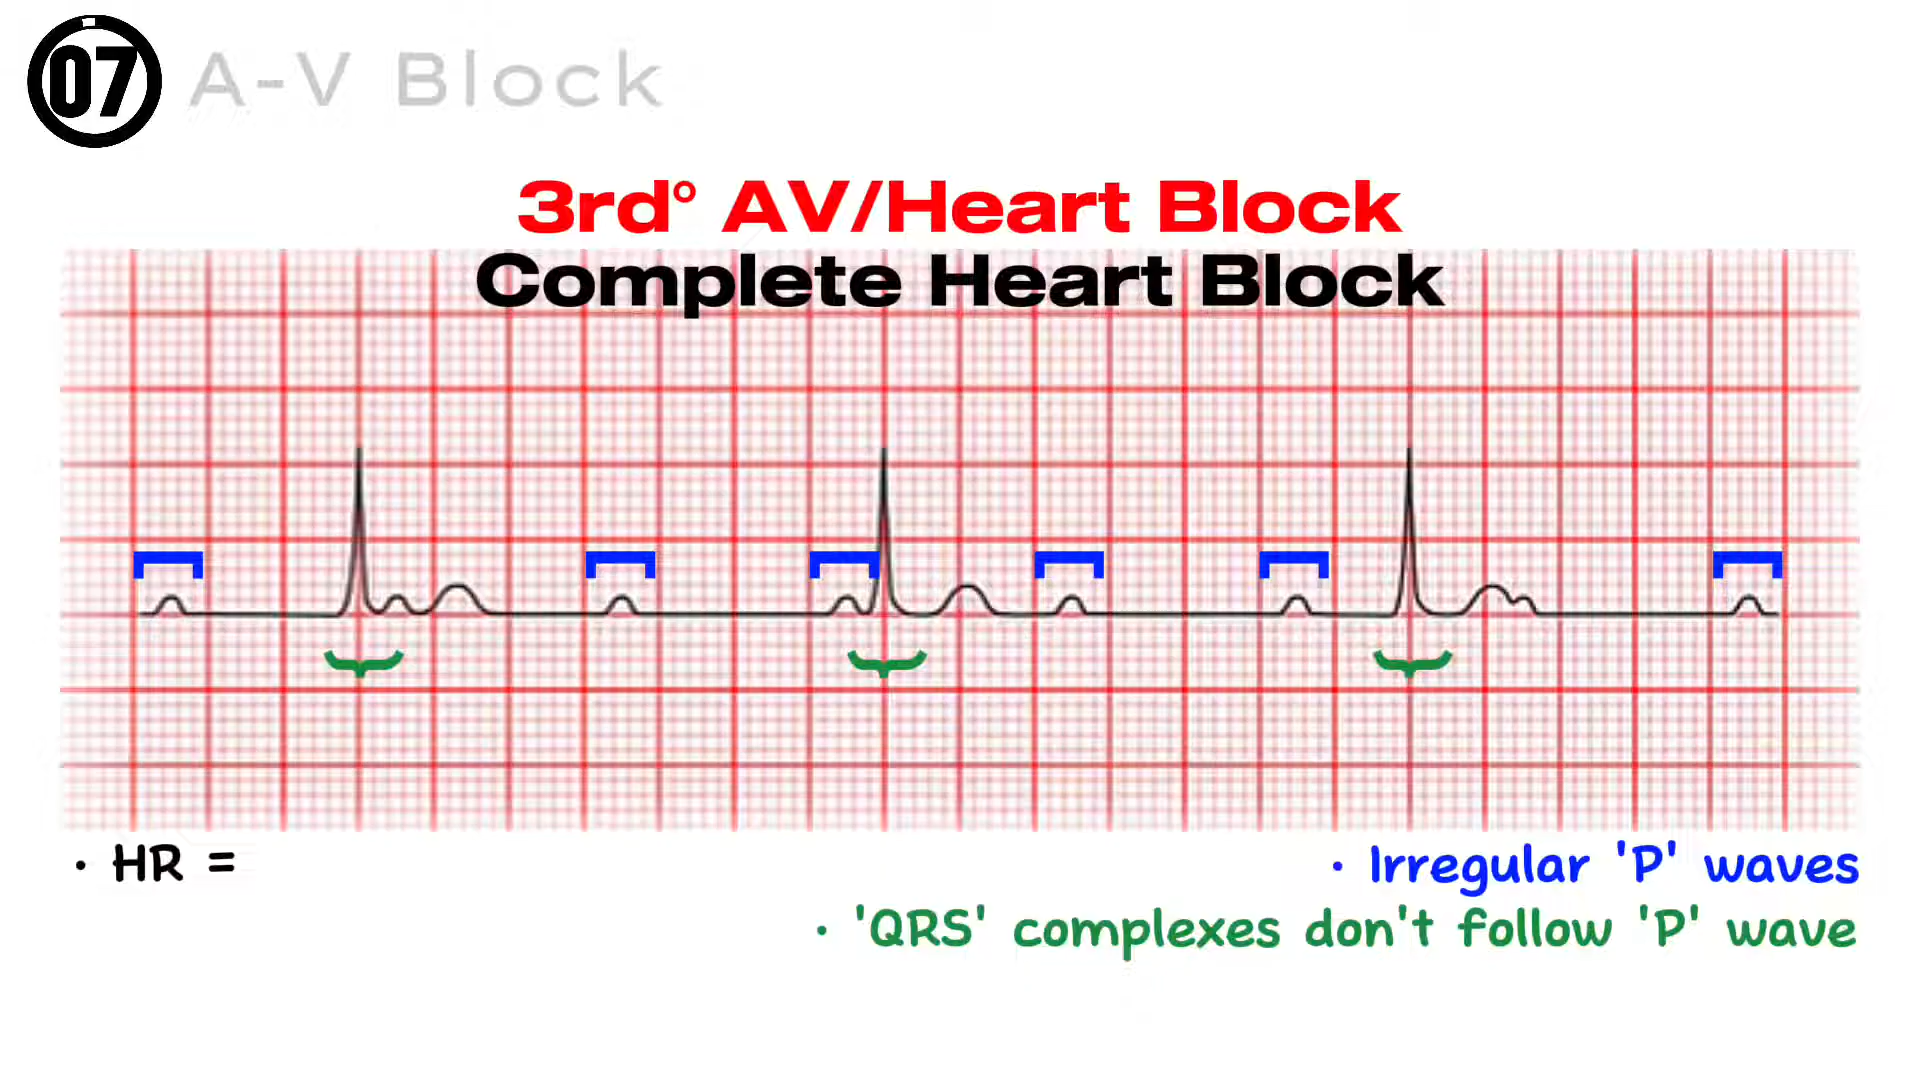 07 A-V Block
3rd° AV/Heart Block
Complete Heart Block
• HR =
• Irregular 'P' waves
• 'QRS' complexes don't follow 'P' wave